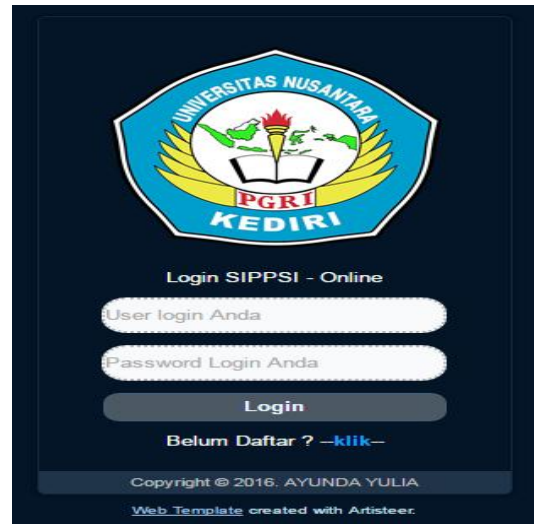 UNIVERSITAS NUSANTARA
PGRI
KEDIRI
Login SIPPSI - Online
User login Anda
Password Login Anda
Login
Belum Daftar ? --klik--
Copyright © 2016. AYUNDA YULIA
Web Template created with Artisteer.